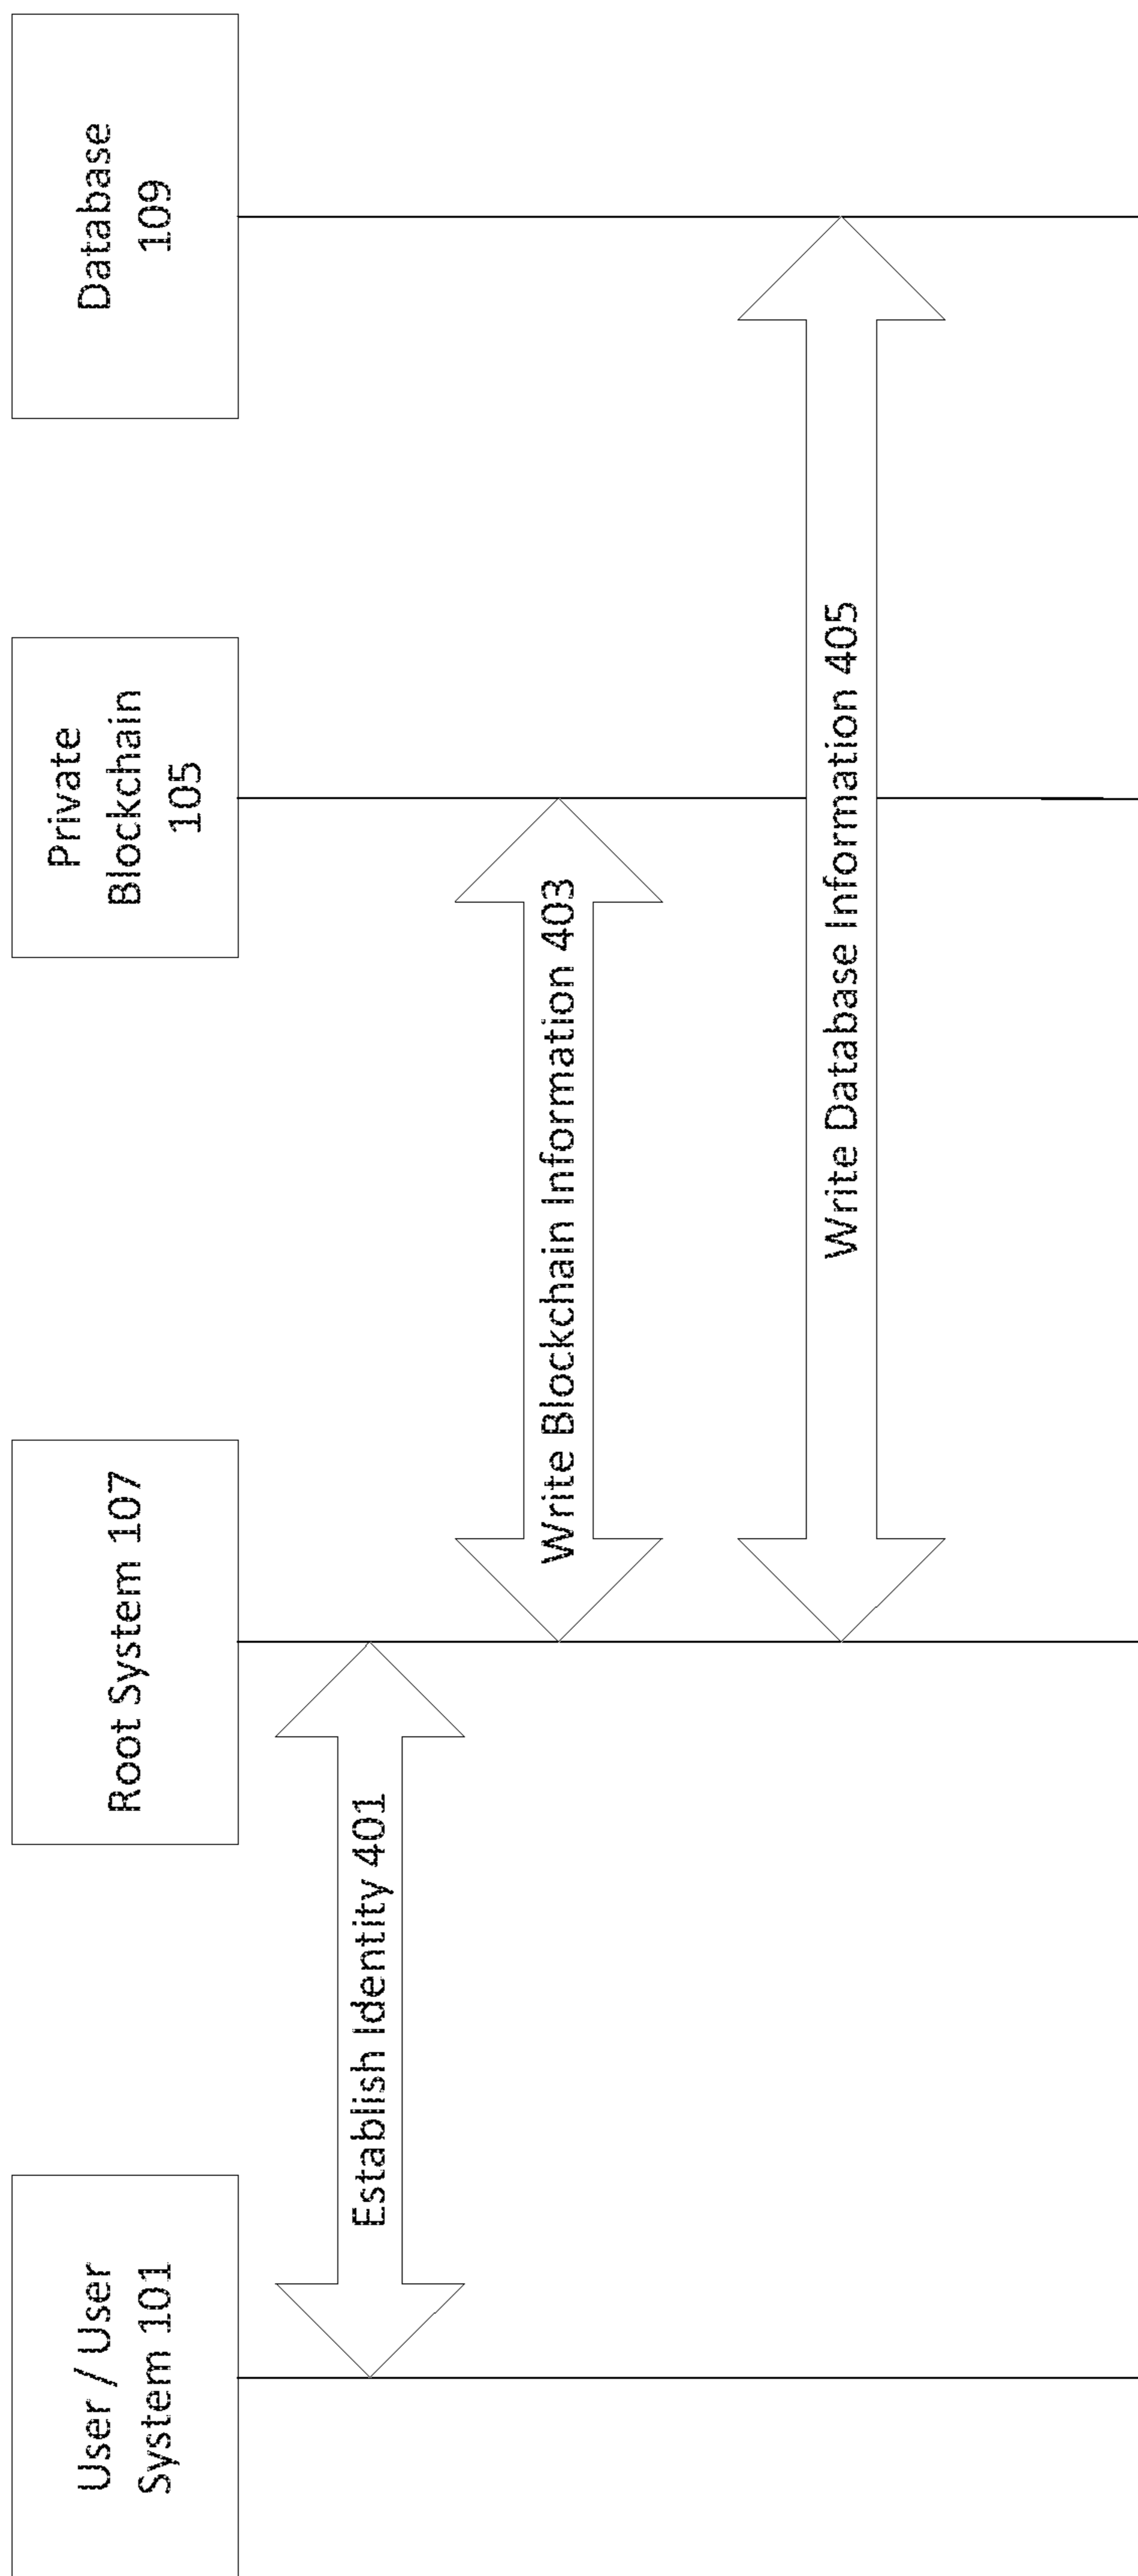 User / User
System 101
Root System 107
Private
Blockchain
105
Database
109
Establish Identity 401
Write Blockchain Information 403
Write Database Information 405